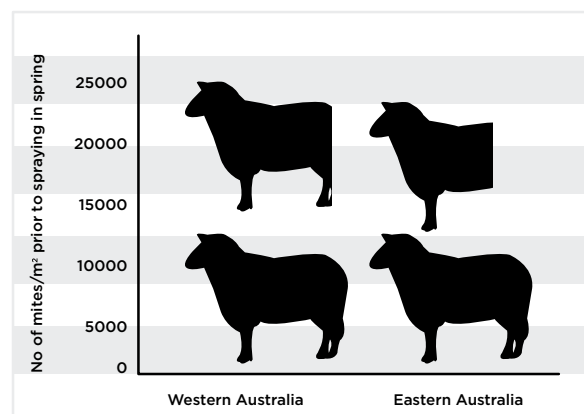 No of mites/m² prior to spraying in spring
25000
20000
15000
10000
5000
0
Western Australia
Eastern Australia